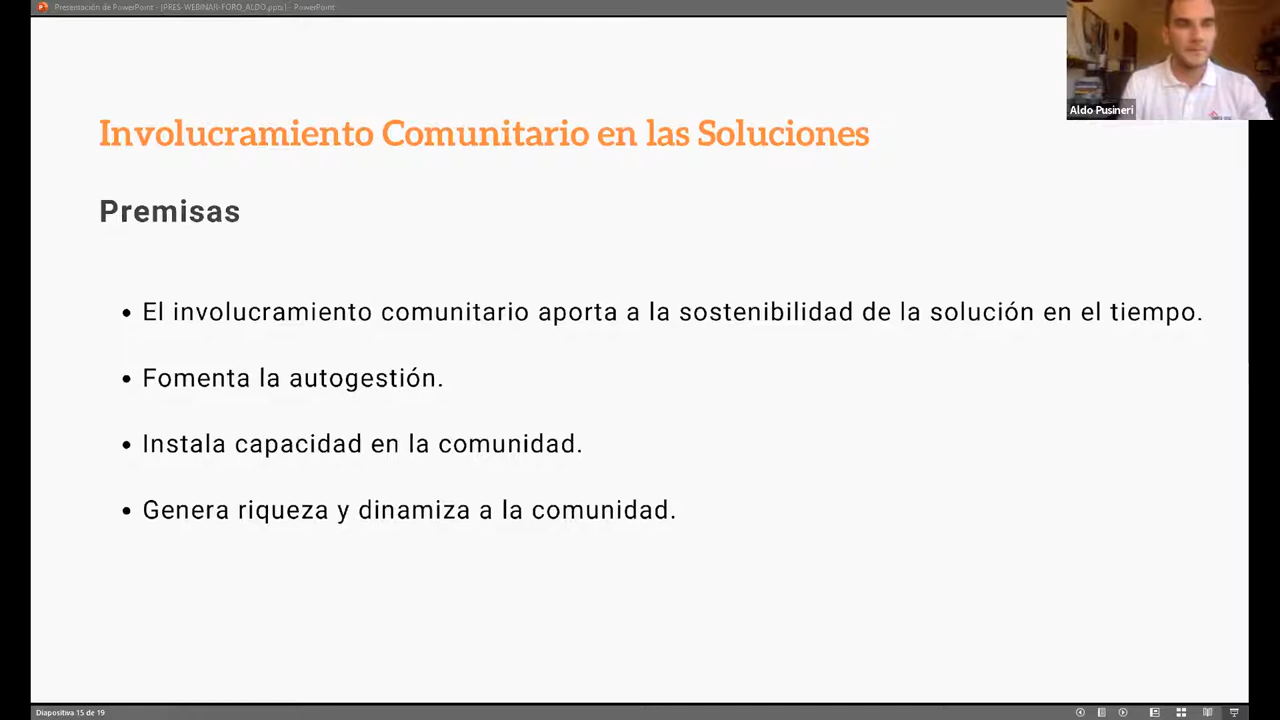 Presentación de PowerPoint - [PRES-WEBINAR-FORO_ALDO.pptx] - PowerPoint
Aldo Pusineri
Involucramiento Comunitario en las Soluciones
Premisas
• El involucramiento comunitario aporta a la sostenibilidad de la solución en el tiempo.
• Fomenta la autogestión.
• Instala capacidad en la comunidad.
• Genera riqueza y dinamiza a la comunidad.
Diapositiva 15 de 19